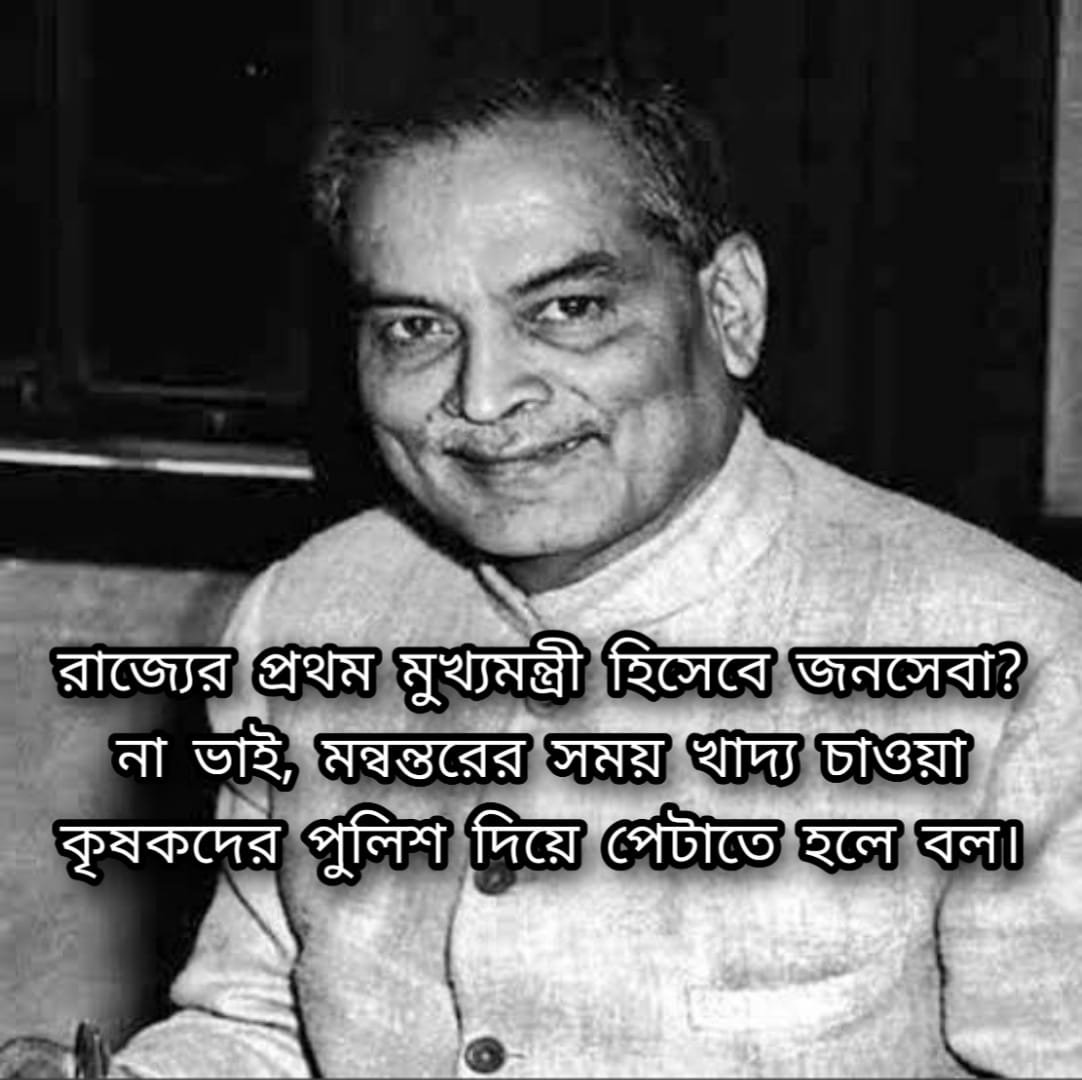 রাজ্যের প্রথম মুখ্যমন্ত্রী হিসেবে জনসেবা?
না ভাই, মন্বন্তরের সময় খাদ্য চাওয়া
কৃষকদের পুলিশ দিয়ে পেটাতে হলে বল।